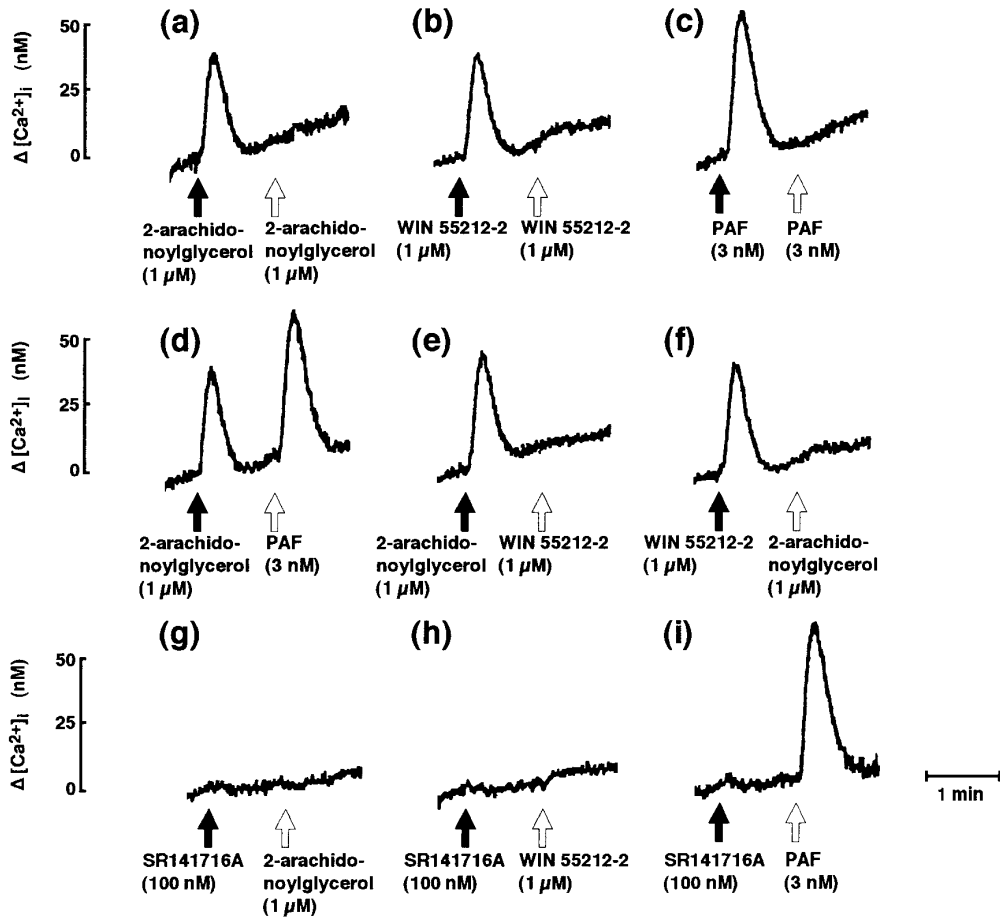 (a) (b) (c)
Δ [Ca2+]i (nM)
50
25
0
2-arachido-
noylglycerol
(1 µM)
2-arachido-
noylglycerol
(1 µM)
WIN 55212-2
(1 µM)
WIN 55212-2
(1 µM)
PAF
(3 nM)
PAF
(3 nM)
(d) (e) (f)
Δ [Ca2+]i (nM)
50
25
0
2-arachido-
noylglycerol
(1 µM)
PAF
(3 nM)
2-arachido-
noylglycerol
(1 µM)
WIN 55212-2
(1 µM)
WIN 55212-2
(1 µM)
2-arachido-
noylglycerol
(1 µM)
(g) (h) (i)
Δ [Ca2+]i (nM)
50
25
0
1 min
SR141716A
(100 nM)
2-arachido-
noylglycerol
(1 µM)
SR141716A
(100 nM)
WIN 55212-2
(1 µM)
SR141716A
(100 nM)
PAF
(3 nM)